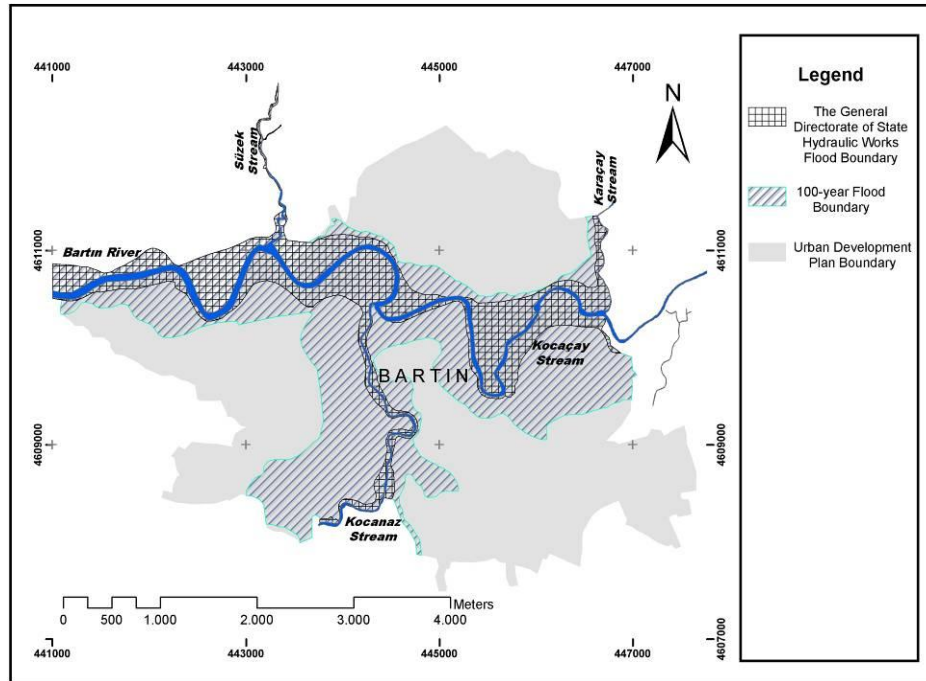 441000 443000 445000 447000
Legend
N
The General
Directorate of State
Hydraulic Works
Flood Boundary
100-year Flood
Boundary
Urban Development
Plan Boundary
Süzek
Stream
Karaçay
Stream
4611000
4611000
Bartın River
Kocaçay
Stream
BARTIN
4609000
4609000
Kocanaz
Stream
Meters
0 500 1.000 2.000 3.000 4.000
4607000
441000 443000 445000 447000